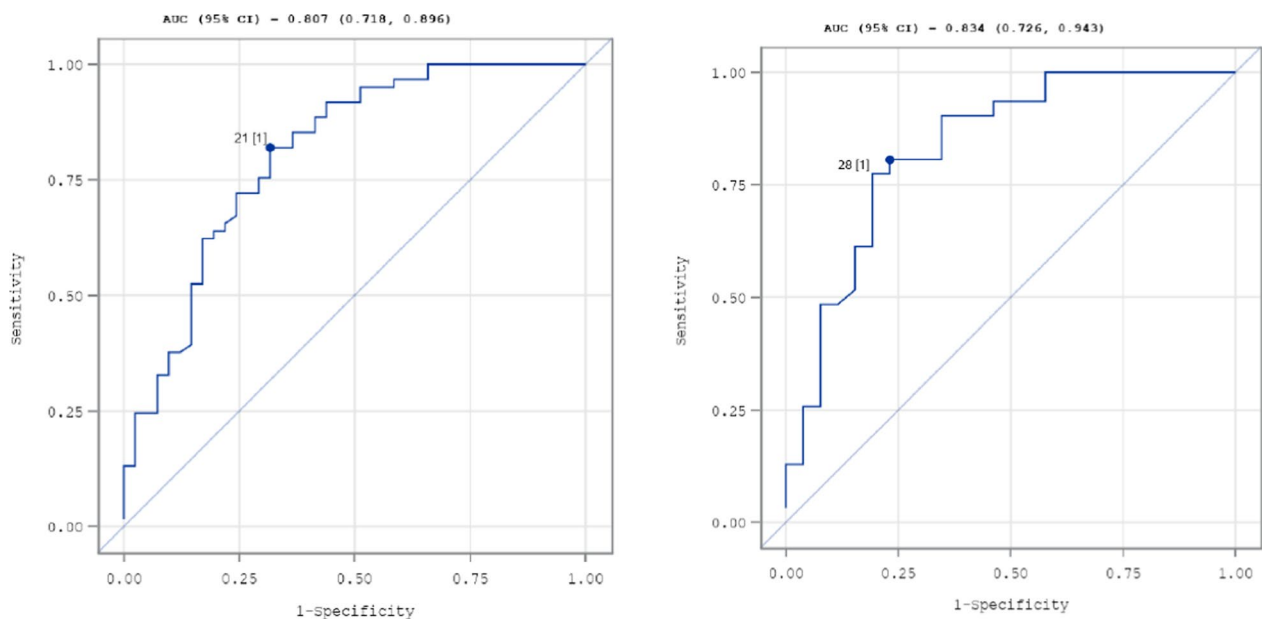 AUC (95% CI) – 0.807 (0.718, 0.896)
1.00
0.75
0.50
0.25
0.00
21 [1]
Sensitivity
0.00 0.25 0.50 0.75 1.00
1-Specificity
AUC (95% CI) – 0.834 (0.726, 0.943)
1.00
0.75
0.50
0.25
0.00
28 [1]
Sensitivity
0.00 0.25 0.50 0.75 1.00
1-Specificity